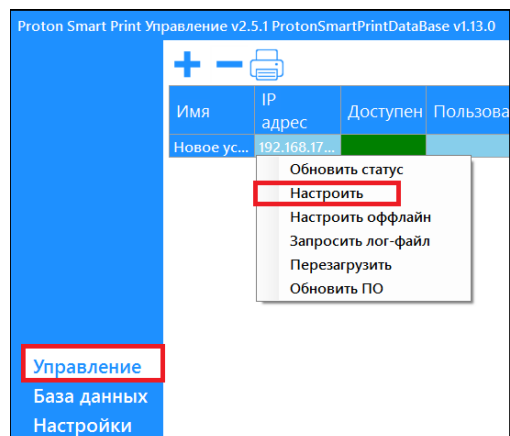 Proton Smart Print Управление v2.5.1 ProtonSmartPrintDataBase v1.13.0
Имя IP адрес Доступен Пользова
Новое ус... 192.168.17...
Обновить статус
Настроить
Настроить оффлайн
Запросить лог-файл
Перезагрузить
Обновить ПО
Управление
База данных
Настройки